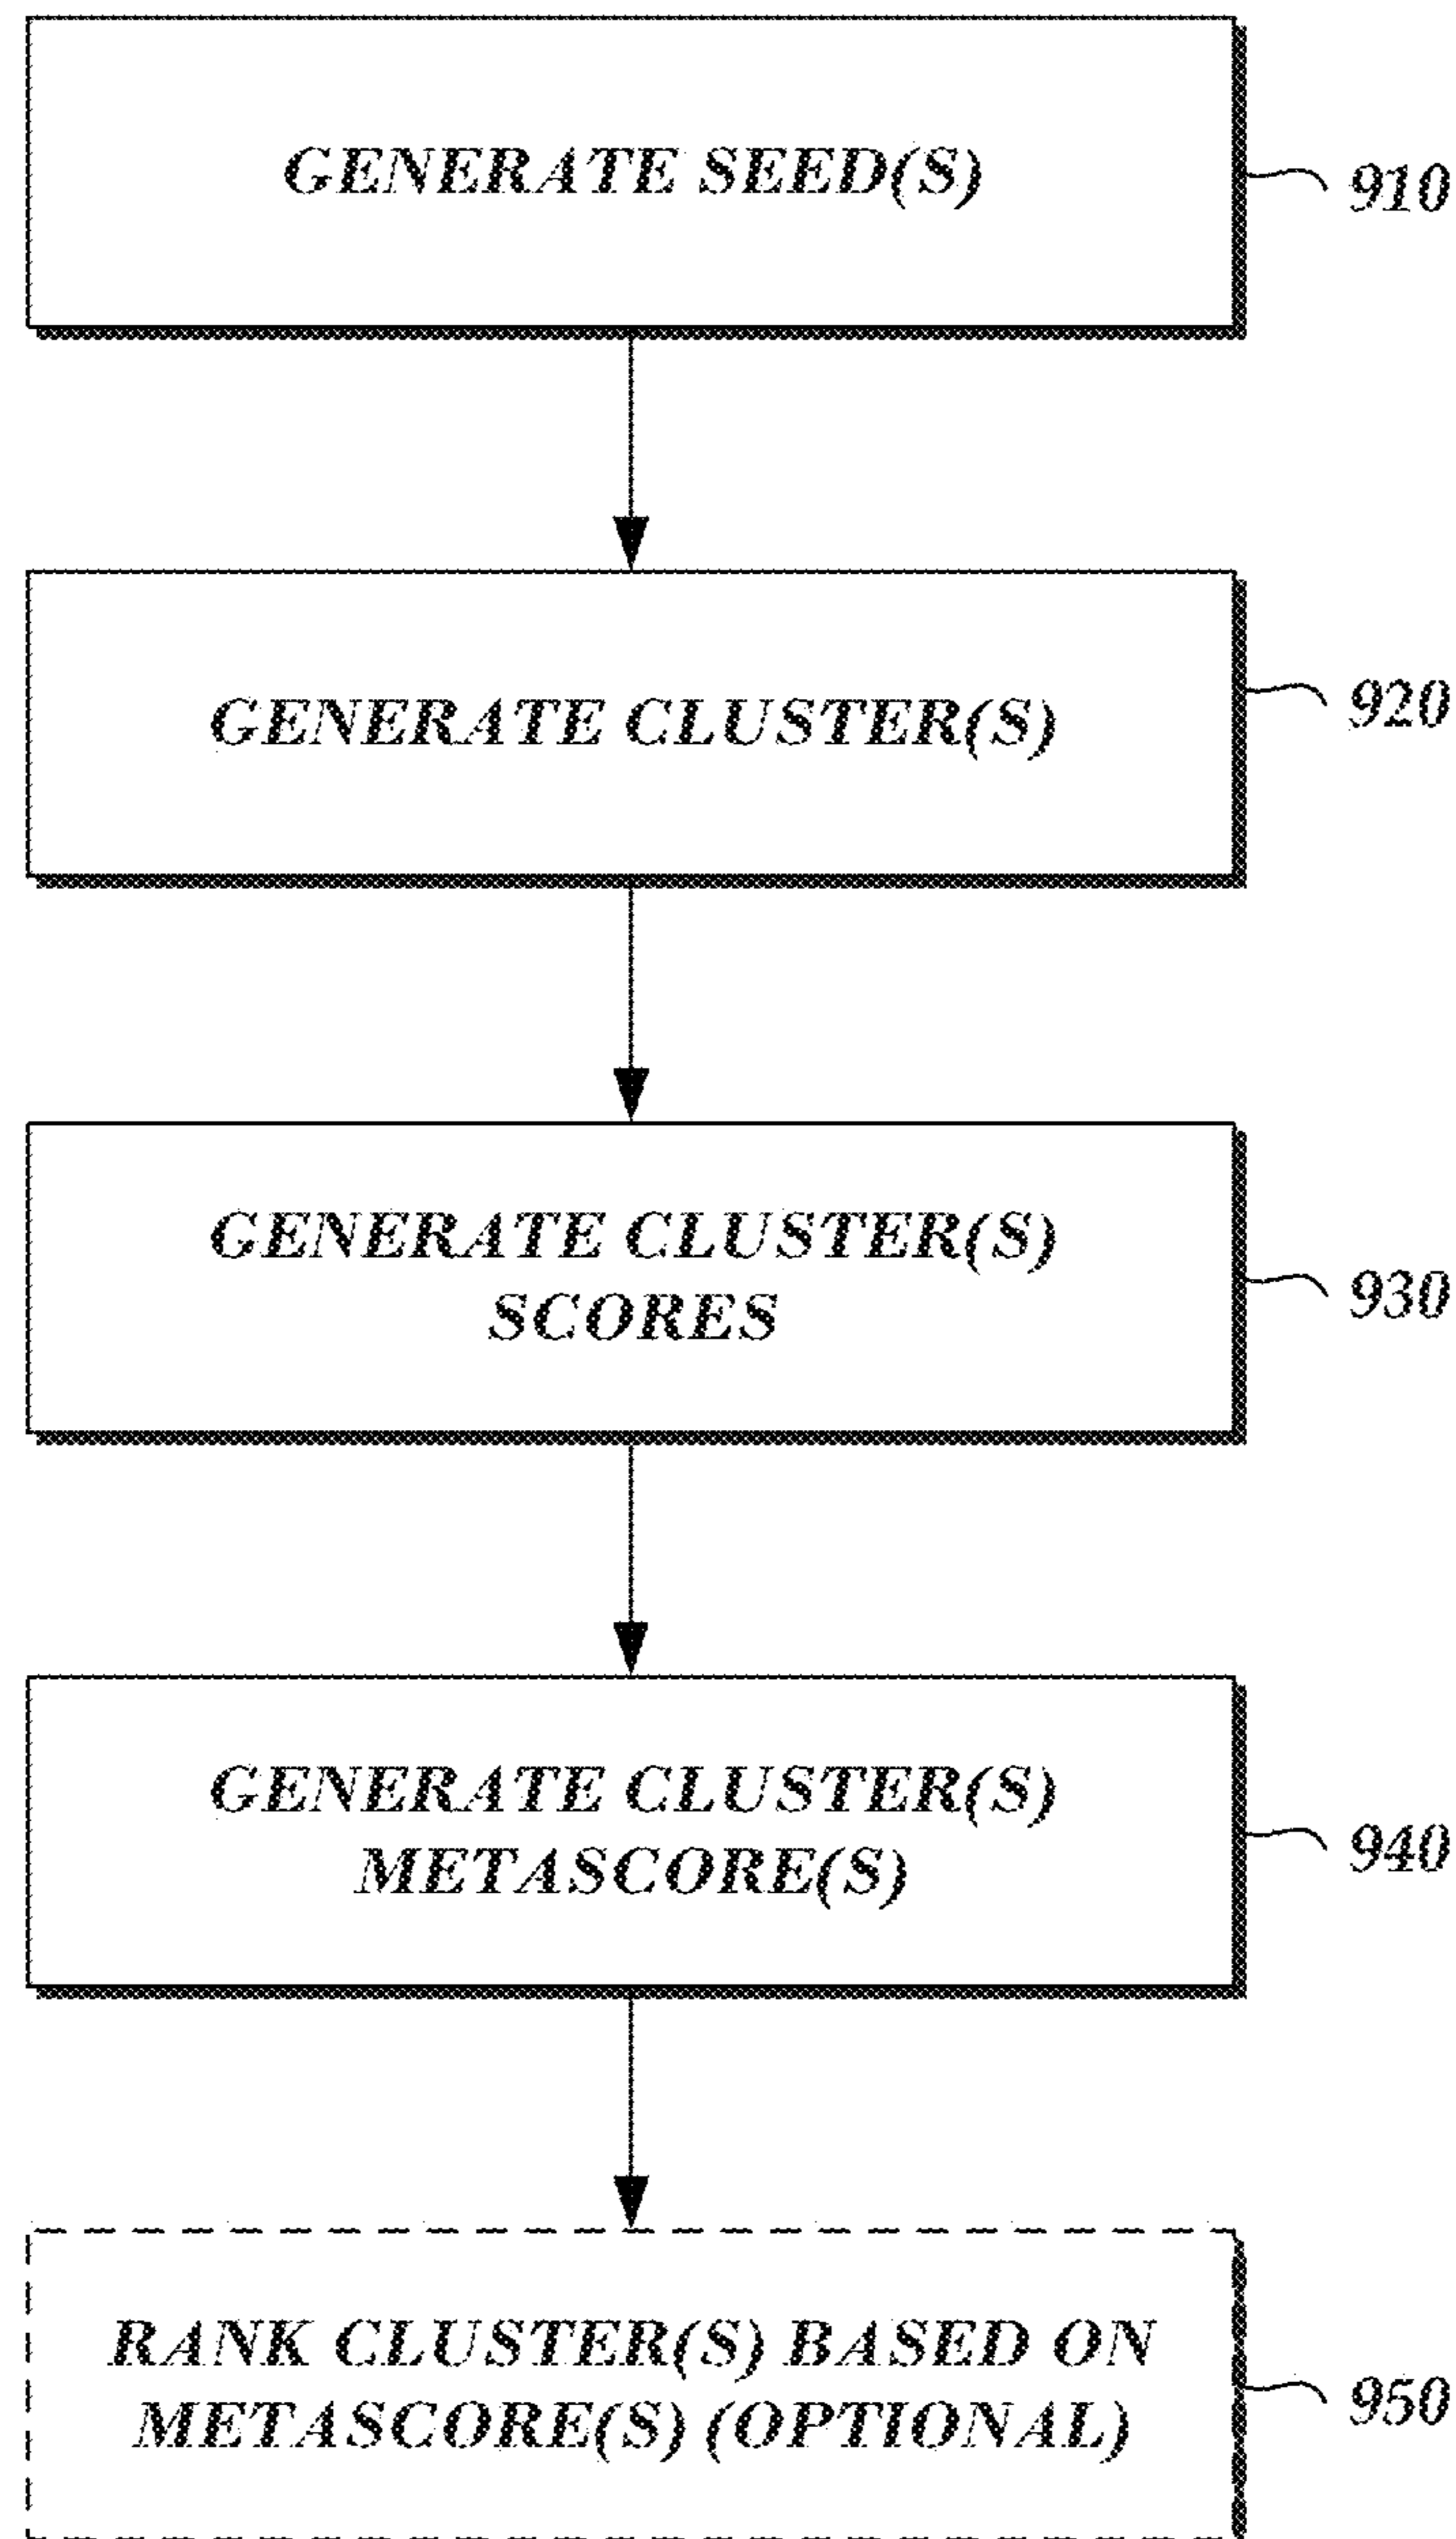 GENERATE SEED(S)
910
GENERATE CLUSTER(S)
920
GENERATE CLUSTER(S)
SCORES
930
GENERATE CLUSTER(S)
METASCORE(S)
940
RANK CLUSTER(S) BASED ON
METASCORE(S) (OPTIONAL)
950